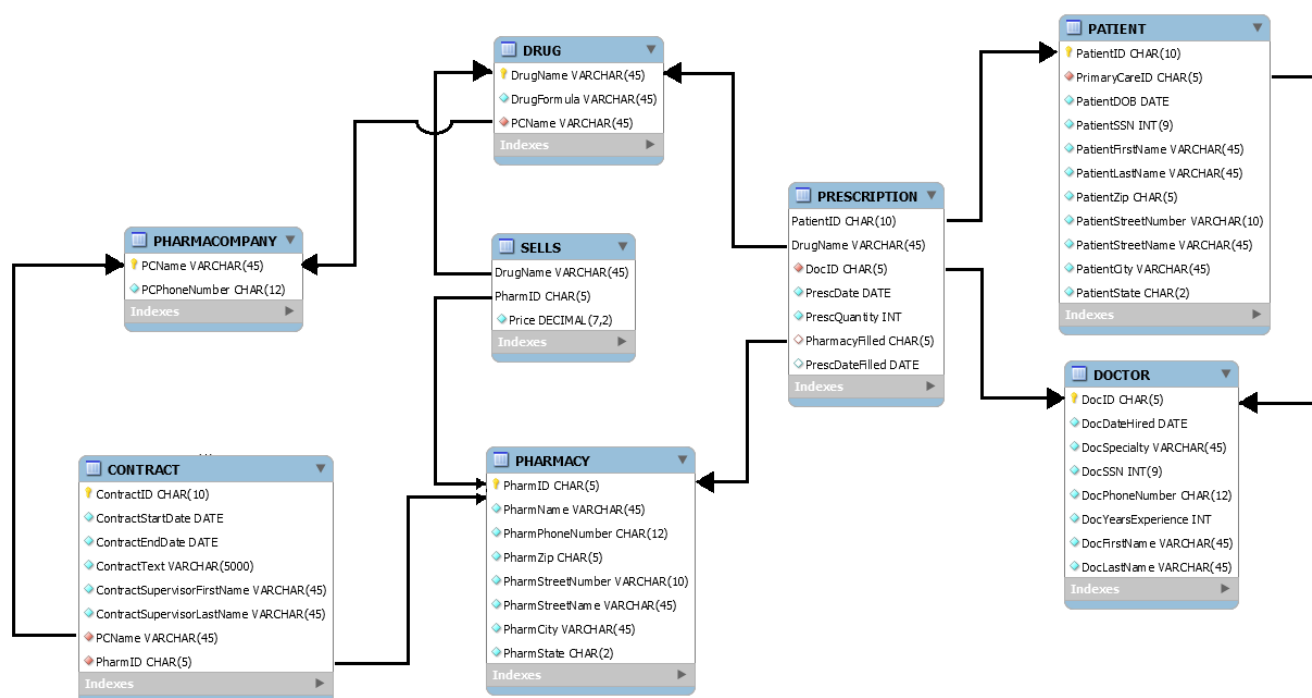 DRUG
DrugName VARCHAR(45)
DrugFormula VARCHAR(45)
PCName VARCHAR(45)
Indexes
PATIENT
PatientID CHAR(10)
PrimaryCareID CHAR(5)
PatientDOB DATE
PatientSSN INT(9)
PatientFirstName VARCHAR(45)
PatientLastName VARCHAR(45)
PatientZip CHAR(5)
PatientStreetNumber VARCHAR(10)
PatientStreetName VARCHAR(45)
PatientCity VARCHAR(45)
PatientState CHAR(2)
Indexes
PHARMACOMPANY
PCName VARCHAR(45)
PCPhoneNumber CHAR(12)
Indexes
SELLS
DrugName VARCHAR(45)
PharmID CHAR(5)
Price DECIMAL(7,2)
Indexes
PRESCRIPTION
PatientID CHAR(10)
DrugName VARCHAR(45)
DocID CHAR(5)
PrescDate DATE
PrescQuantity INT
PharmacyFilled CHAR(5)
PrescDateFilled DATE
Indexes
DOCTOR
DocID CHAR(5)
DocDateHired DATE
DocSpecialty VARCHAR(45)
DocSSN INT(9)
DocPhoneNumber CHAR(12)
DocYearsExperience INT
DocFirstName VARCHAR(45)
DocLastName VARCHAR(45)
Indexes
...
CONTRACT
ContractID CHAR(10)
ContractStartDate DATE
ContractEndDate DATE
ContractText VARCHAR(5000)
ContractSupervisorFirstName VARCHAR(45)
ContractSupervisorLastName VARCHAR(45)
PCName VARCHAR(45)
PharmID CHAR(5)
Indexes
PHARMACY
PharmID CHAR(5)
PharmName VARCHAR(45)
PharmPhoneNumber CHAR(12)
PharmZip CHAR(5)
PharmStreetNumber VARCHAR(10)
PharmStreetName VARCHAR(45)
PharmCity VARCHAR(45)
PharmState CHAR(2)
Indexes